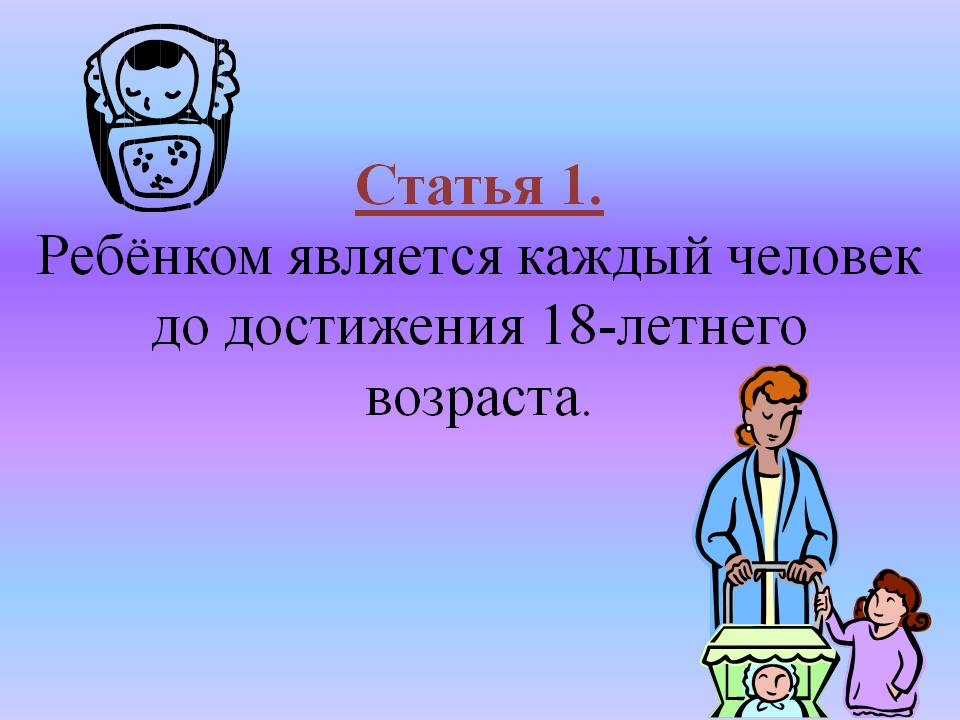 Статья 1.
Ребёнком является каждый человек
до достижения 18-летнего
возраста.